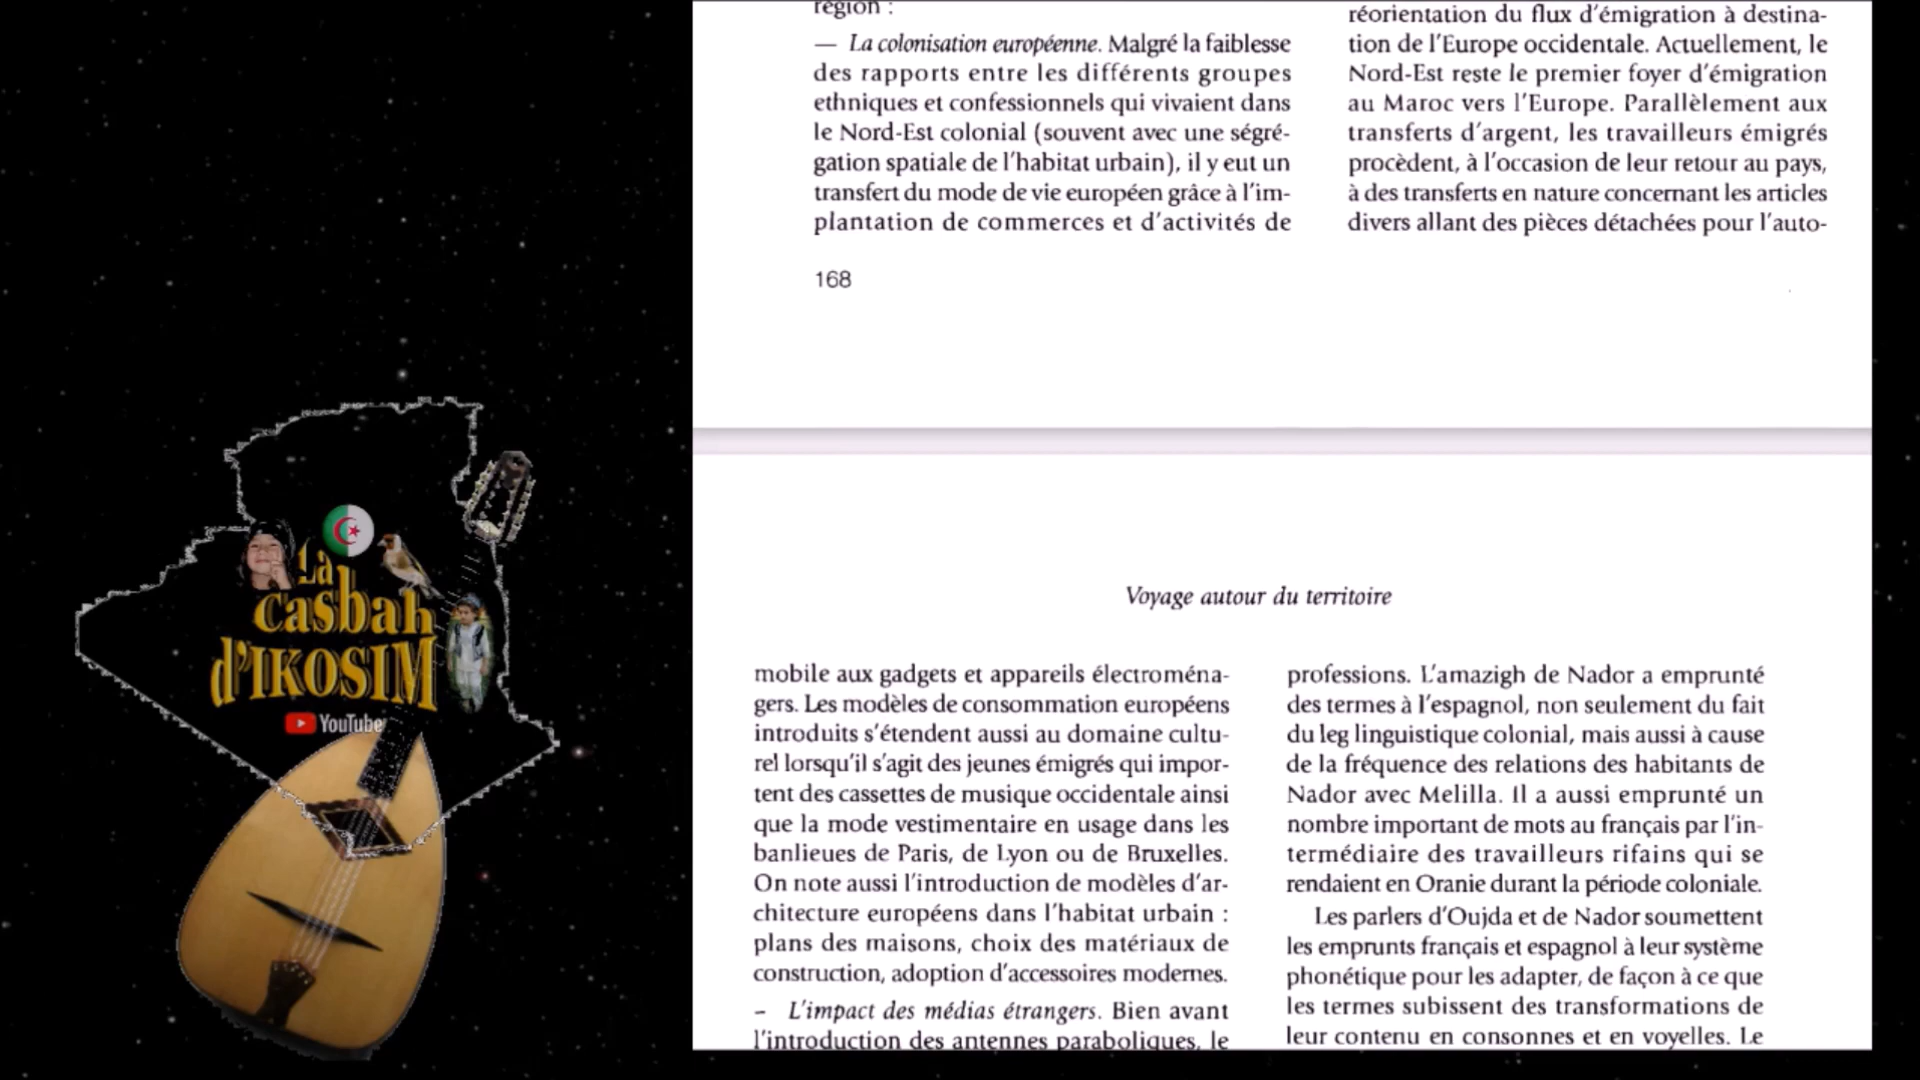 La
casbah
d'IKOSIM
YouTube
région :
— La colonisation européenne. Malgré la faiblesse
des rapports entre les différents groupes
ethniques et confessionnels qui vivaient dans
le Nord-Est colonial (souvent avec une ségré-
gation spatiale de l'habitat urbain), il y eut un
transfert du mode de vie européen grâce à l'im-
plantation de commerces et d'activités de
réorientation du flux d'émigration à destina-
tion de l'Europe occidentale. Actuellement, le
Nord-Est reste le premier foyer d'émigration
au Maroc vers l'Europe. Parallèlement aux
transferts d'argent, les travailleurs émigrés
procèdent, à l'occasion de leur retour au pays,
à des transferts en nature concernant les articles
divers allant des pièces détachées pour l'auto-
168
Voyage autour du territoire
mobile aux gadgets et appareils électroména-
gers. Les modèles de consommation européens
introduits s'étendent aussi au domaine cultu-
rel lorsqu'il s'agit des jeunes émigrés qui impor-
tent des cassettes de musique occidentale ainsi
que la mode vestimentaire en usage dans les
banlieues de Paris, de Lyon ou de Bruxelles.
On note aussi l'introduction de modèles d'ar-
chitecture européens dans l'habitat urbain :
plans des maisons, choix des matériaux de
construction, adoption d'accessoires modernes.
– L'impact des médias étrangers. Bien avant
l'introduction des antennes paraboliques, le
professions. L'amazigh de Nador a emprunté
des termes à l'espagnol, non seulement du fait
du leg linguistique colonial, mais aussi à cause
de la fréquence des relations des habitants de
Nador avec Melilla. Il a aussi emprunté un
nombre important de mots au français par l'in-
termédiaire des travailleurs rifains qui se
rendaient en Oranie durant la période coloniale.
Les parlers d'Oujda et de Nador soumettent
les emprunts français et espagnol à leur système
phonétique pour les adapter, de façon à ce que
les termes subissent des transformations de
leur contenu en consonnes et en voyelles. Le